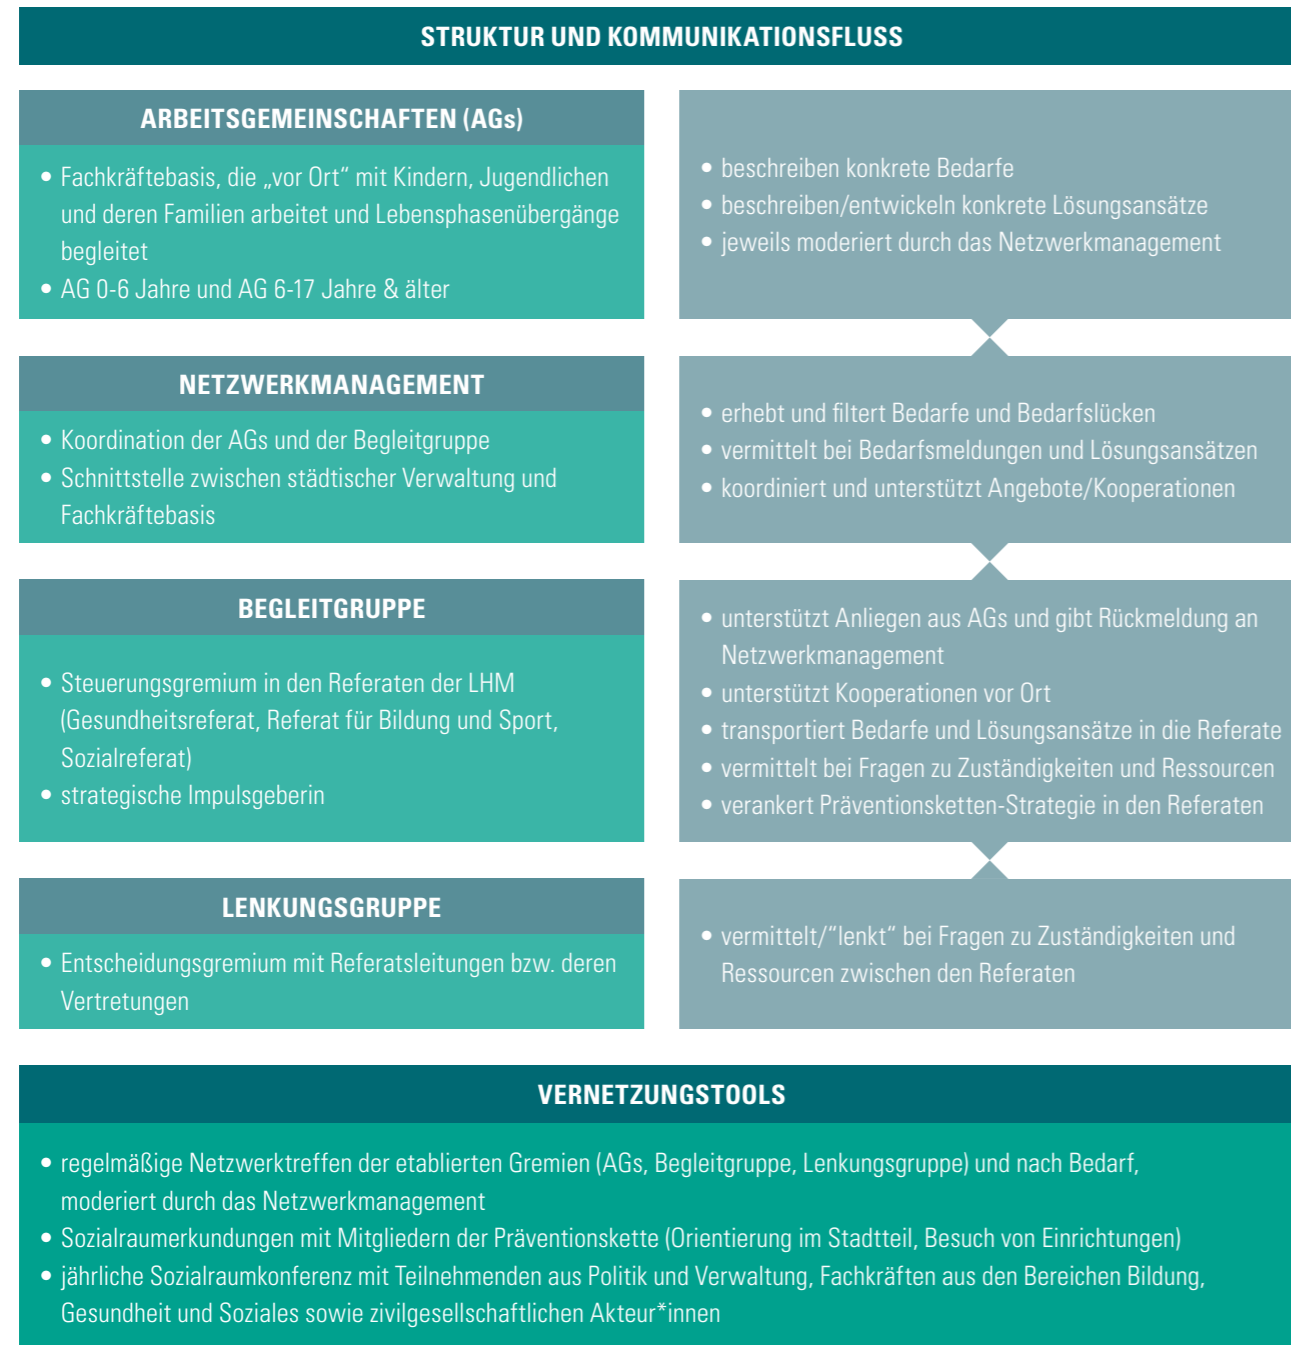 STRUKTUR UND KOMMUNIKATIONSFLUSS
ARBEITSGEMEINSCHAFTEN (AGs)
• Fachkräftebasis, die „vor Ort“ mit Kindern, Jugendlichen
und deren Familien arbeitet und Lebensphasenübergänge
begleitet
• AG 0-6 Jahre und AG 6-17 Jahre & älter
• beschreiben konkrete Bedarfe
• beschreiben/entwickeln konkrete Lösungsansätze
• jeweils moderiert durch das Netzwerkmanagement
NETZWERKMANAGEMENT
• Koordination der AGs und der Begleitgruppe
• Schnittstelle zwischen städtischer Verwaltung und
Fachkräftebasis
• erhebt und filtert Bedarfe und Bedarfslücken
• vermittelt bei Bedarfsmeldungen und Lösungsansätzen
• koordiniert und unterstützt Angebote/Kooperationen
BEGLEITGRUPPE
• Steuerungsgremium in den Referaten der LHM
(Gesundheitsreferat, Referat für Bildung und Sport,
Sozialreferat)
• strategische Impulsgeberin
• unterstützt Anliegen aus AGs und gibt Rückmeldung an
Netzwerkmanagement
• unterstützt Kooperationen vor Ort
• transportiert Bedarfe und Lösungsansätze in die Referate
• vermittelt bei Fragen zu Zuständigkeiten und Ressourcen
• verankert Präventionsketten-Strategie in den Referaten
LENKUNGSGRUPPE
• Entscheidungsgremium mit Referatsleitungen bzw. deren
Vertretungen
• vermittelt/“lenkt“ bei Fragen zu Zuständigkeiten und
Ressourcen zwischen den Referaten
VERNETZUNGSTOOLS
• regelmäßige Netzwerktreffen der etablierten Gremien (AGs, Begleitgruppe, Lenkungsgruppe) und nach Bedarf,
moderiert durch das Netzwerkmanagement
• Sozialraumerkundungen mit Mitgliedern der Präventionskette (Orientierung im Stadtteil, Besuch von Einrichtungen)
• jährliche Sozialraumkonferenz mit Teilnehmenden aus Politik und Verwaltung, Fachkräften aus den Bereichen Bildung,
Gesundheit und Soziales sowie zivilgesellschaftlichen Akteur*innen